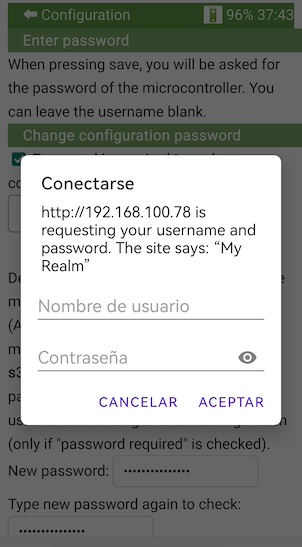 Configuration 96% 37:43
Enter password
When pressing save, you will be asked for
the password of the microcontroller. You
can leave the username blank.
Change configuration password
Conectarse
http://192.168.100.78 is
requesting your username and
password. The site says: “My
Realm”
Nombre de usuario
Contraseña
CANCELAR ACEPTAR
(only if "password required" is checked).
New password: •••••••••••••••
Type new password again to check:
•••••••••••••••